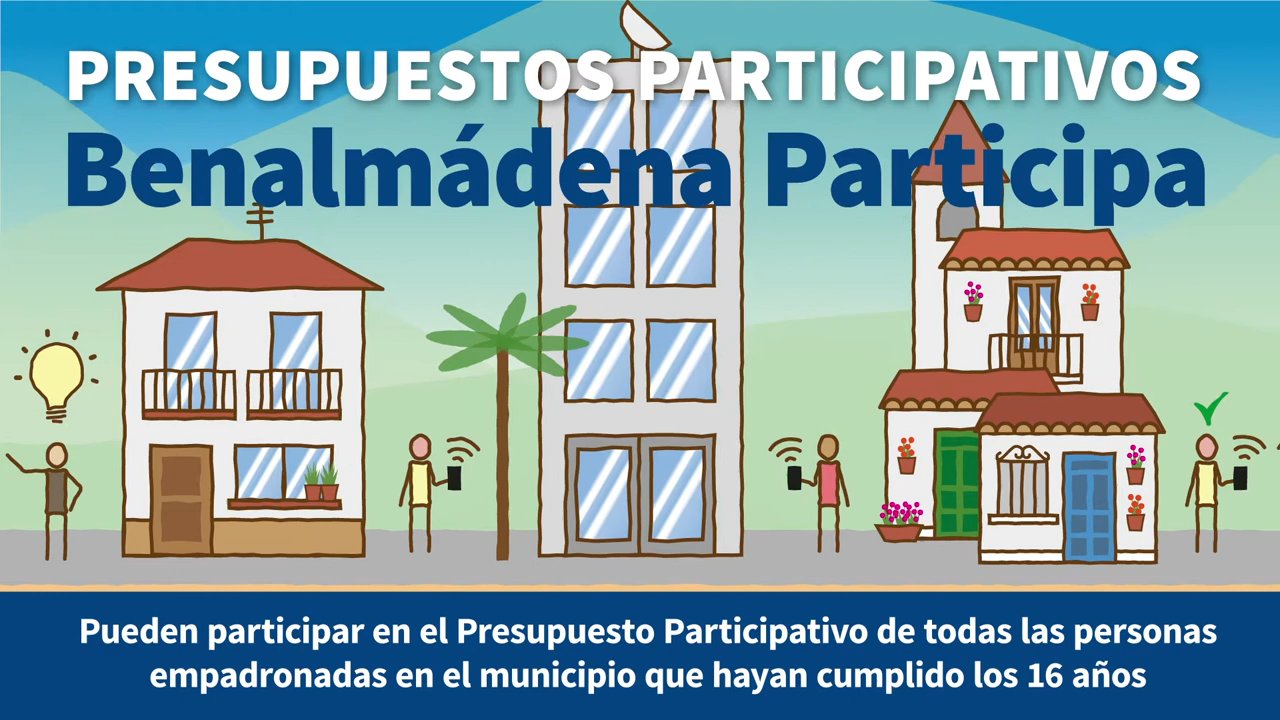 PRESUPUESTOS PARTICIPATIVOS
Benalmádena Participa
Pueden participar en el Presupuesto Participativo de todas las personas
empadronadas en el municipio que hayan cumplido los 16 años